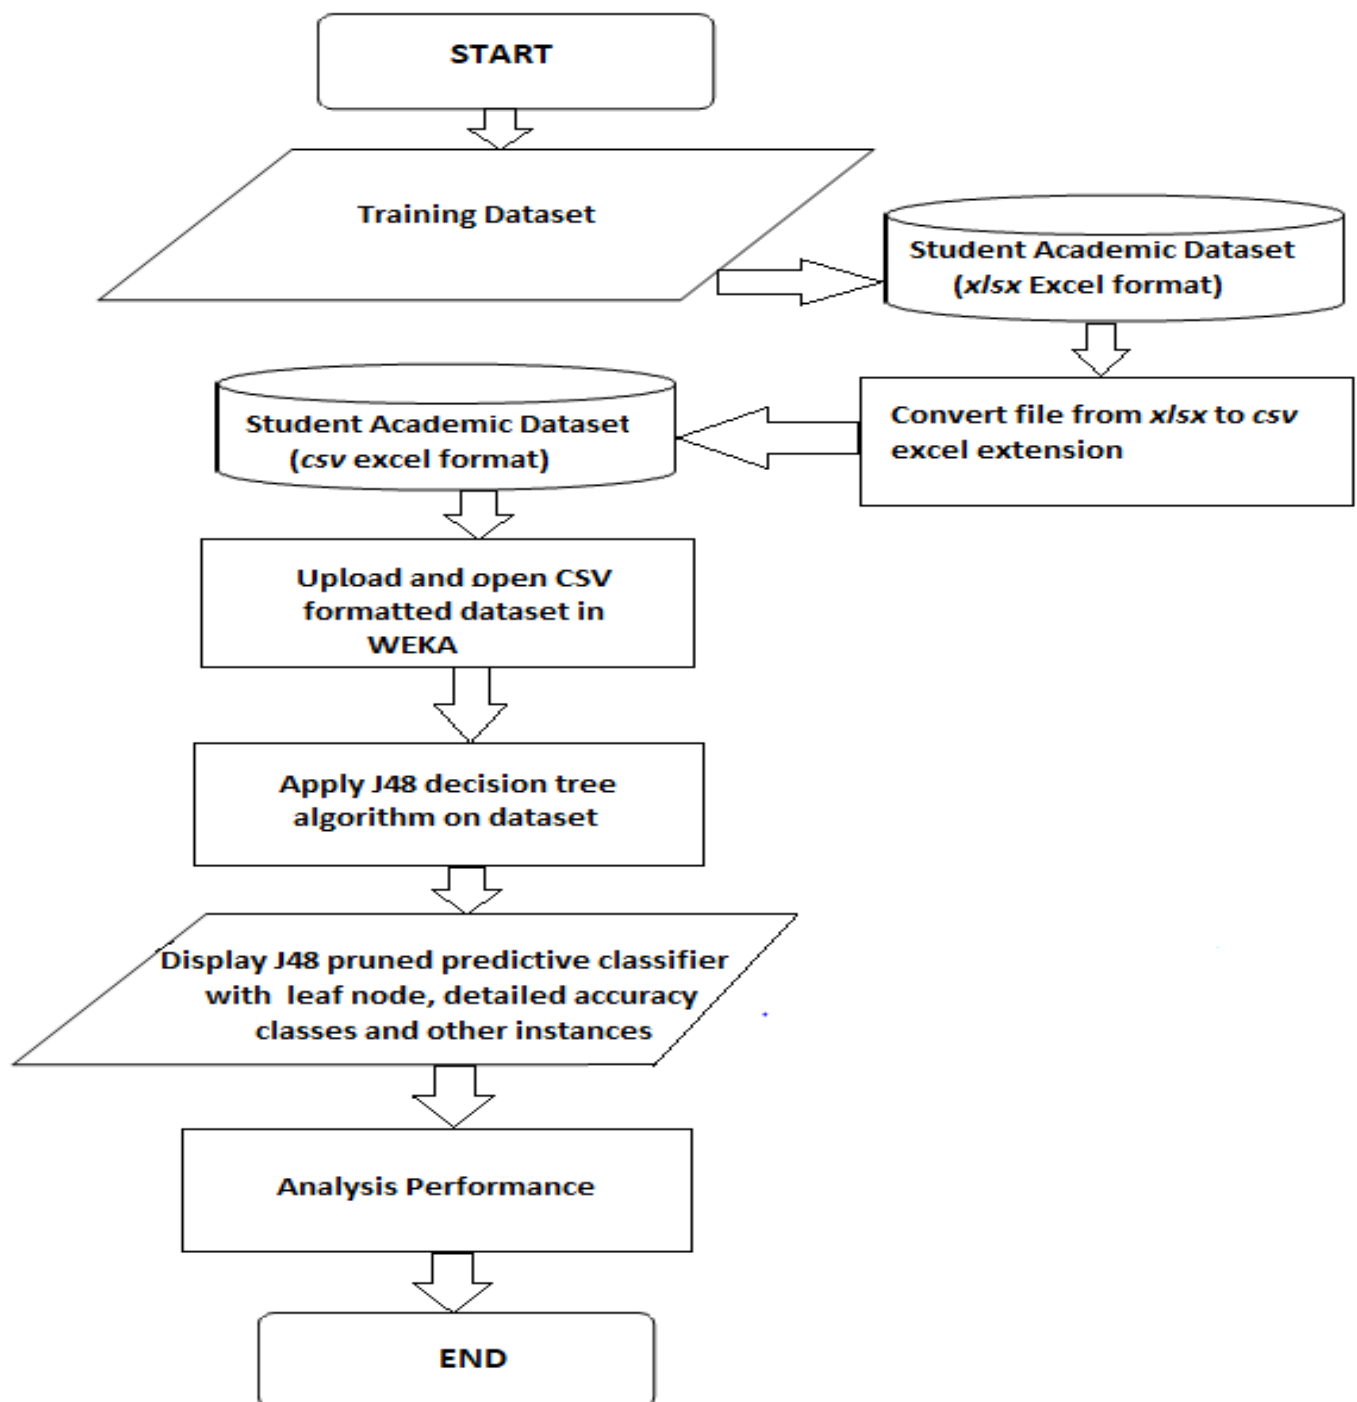 START
Training Dataset
Student Academic Dataset
(xlsx Excel format)
Convert file from xlsx to csv
excel extension
Student Academic Dataset
(csv excel format)
Upload and open CSV
formatted dataset in
WEKA
Apply J48 decision tree
algorithm on dataset
Display J48 pruned predictive classifier
with leaf node, detailed accuracy
classes and other instances
Analysis Performance
END